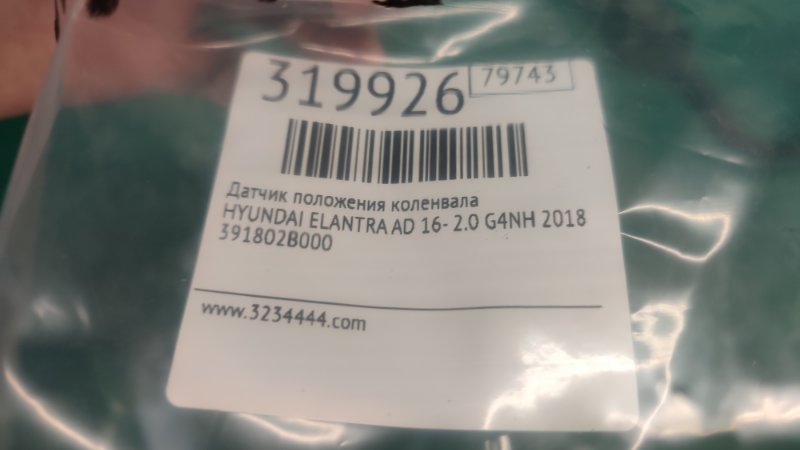 319926
79743
Датчик положения коленвала
HYUNDAI ELANTRA AD 16- 2.0 G4NH 2018
391802B000
www.3234444.com